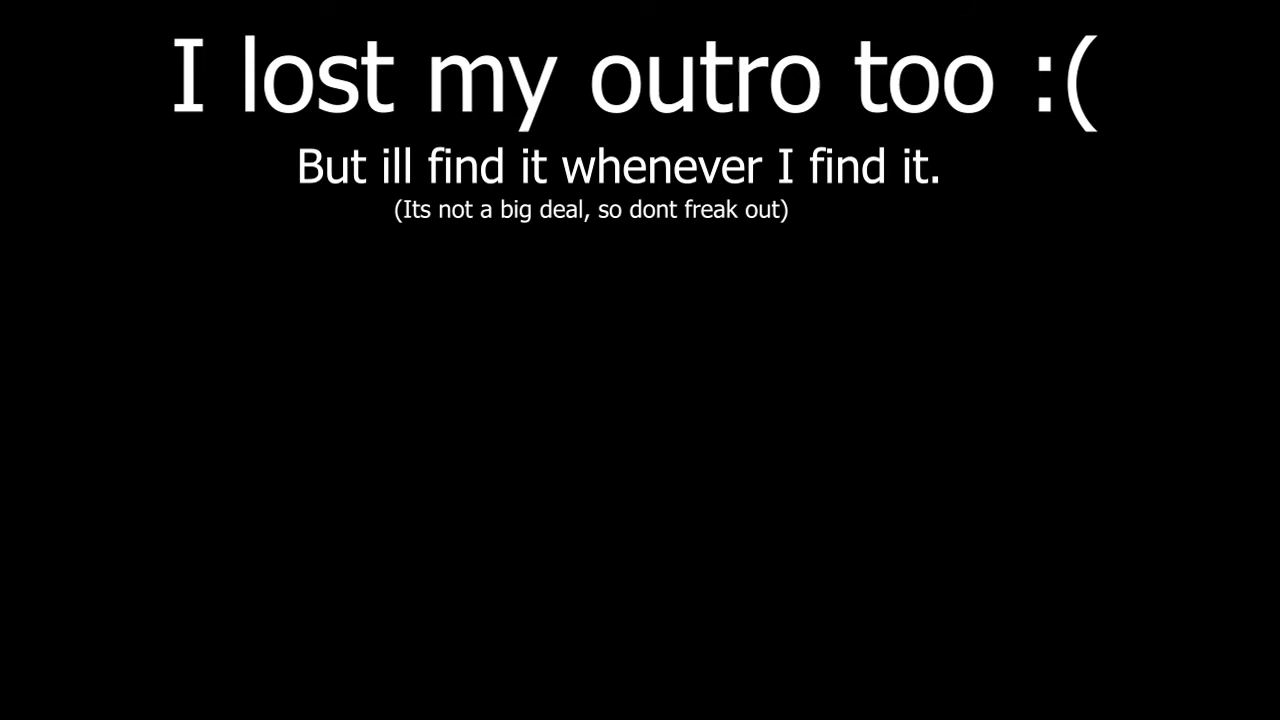 I lost my outro too :(
But ill find it whenever I find it.
(Its not a big deal, so dont freak out)